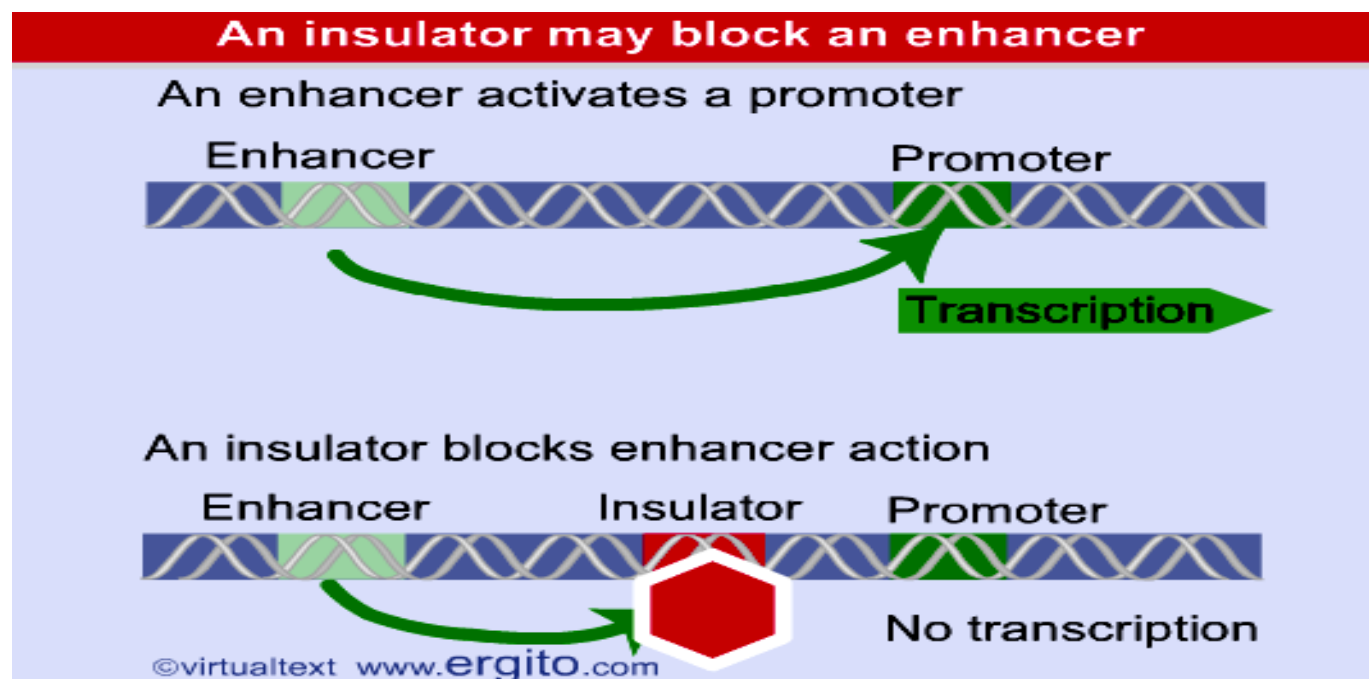 An insulator may block an enhancer
An enhancer activates a promoter
Enhancer Promoter
Transcription
An insulator blocks enhancer action
Enhancer Insulator Promoter
No transcription
©virtualtext www.ergito.com